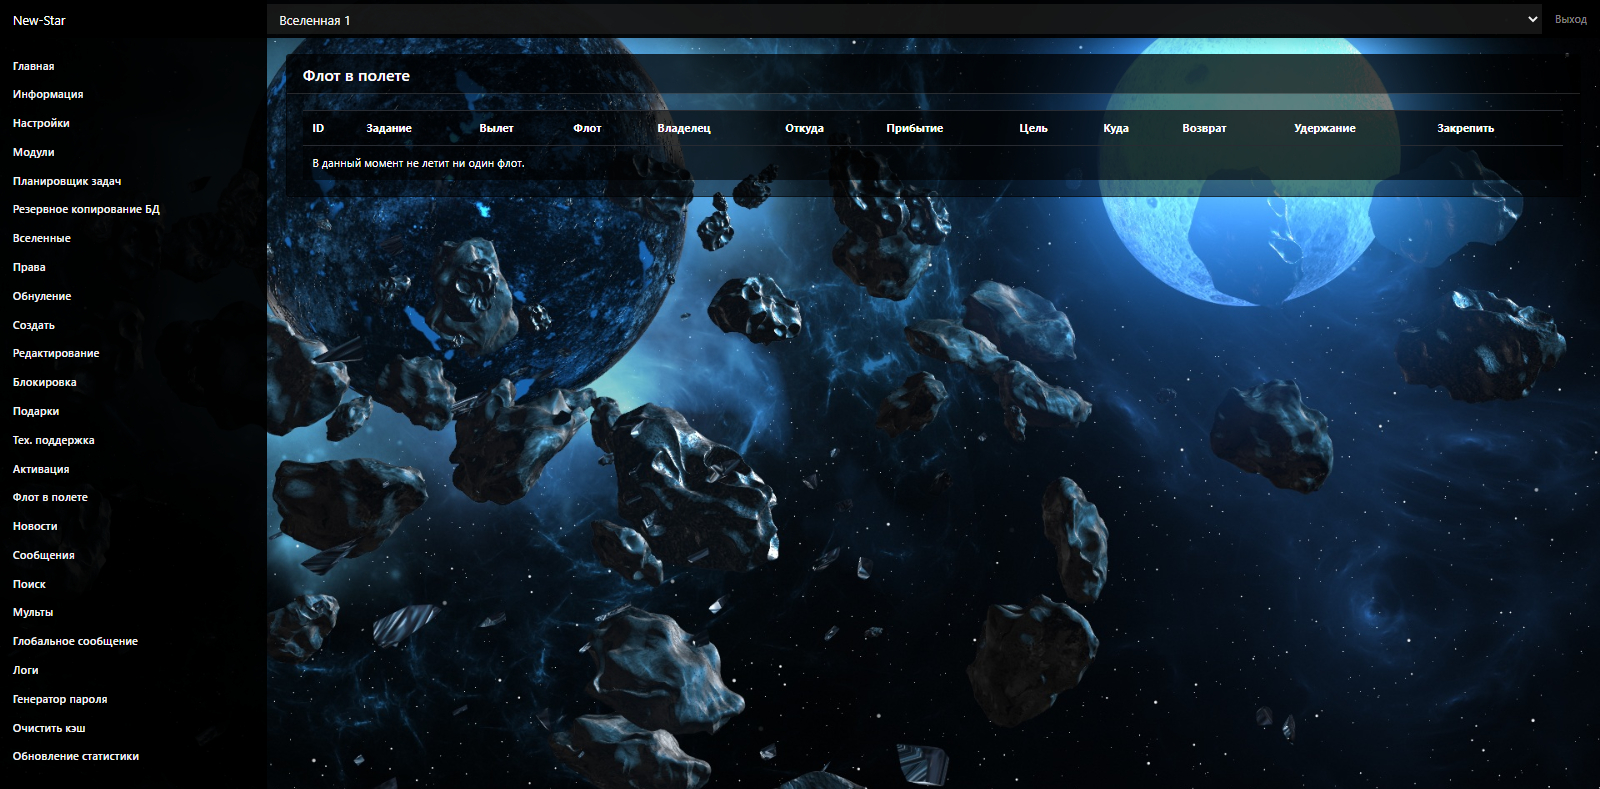 New-Star
Вселенная 1
Выход
Главная
Информация
Настройки
Модули
Планировщик задач
Резервное копирование БД
Вселенные
Права
Обнуление
Создать
Редактирование
Блокировка
Подарки
Тех. поддержка
Активация
Флот в полете
Новости
Сообщения
Поиск
Мульты
Глобальное сообщение
Логи
Генератор пароля
Очистить кэш
Обновление статистики
Флот в полете
ID Задание Вылет Флот Владелец Откуда Прибытие Цель Куда Возврат Удержание Закрепить
В данный момент не летит ни один флот.